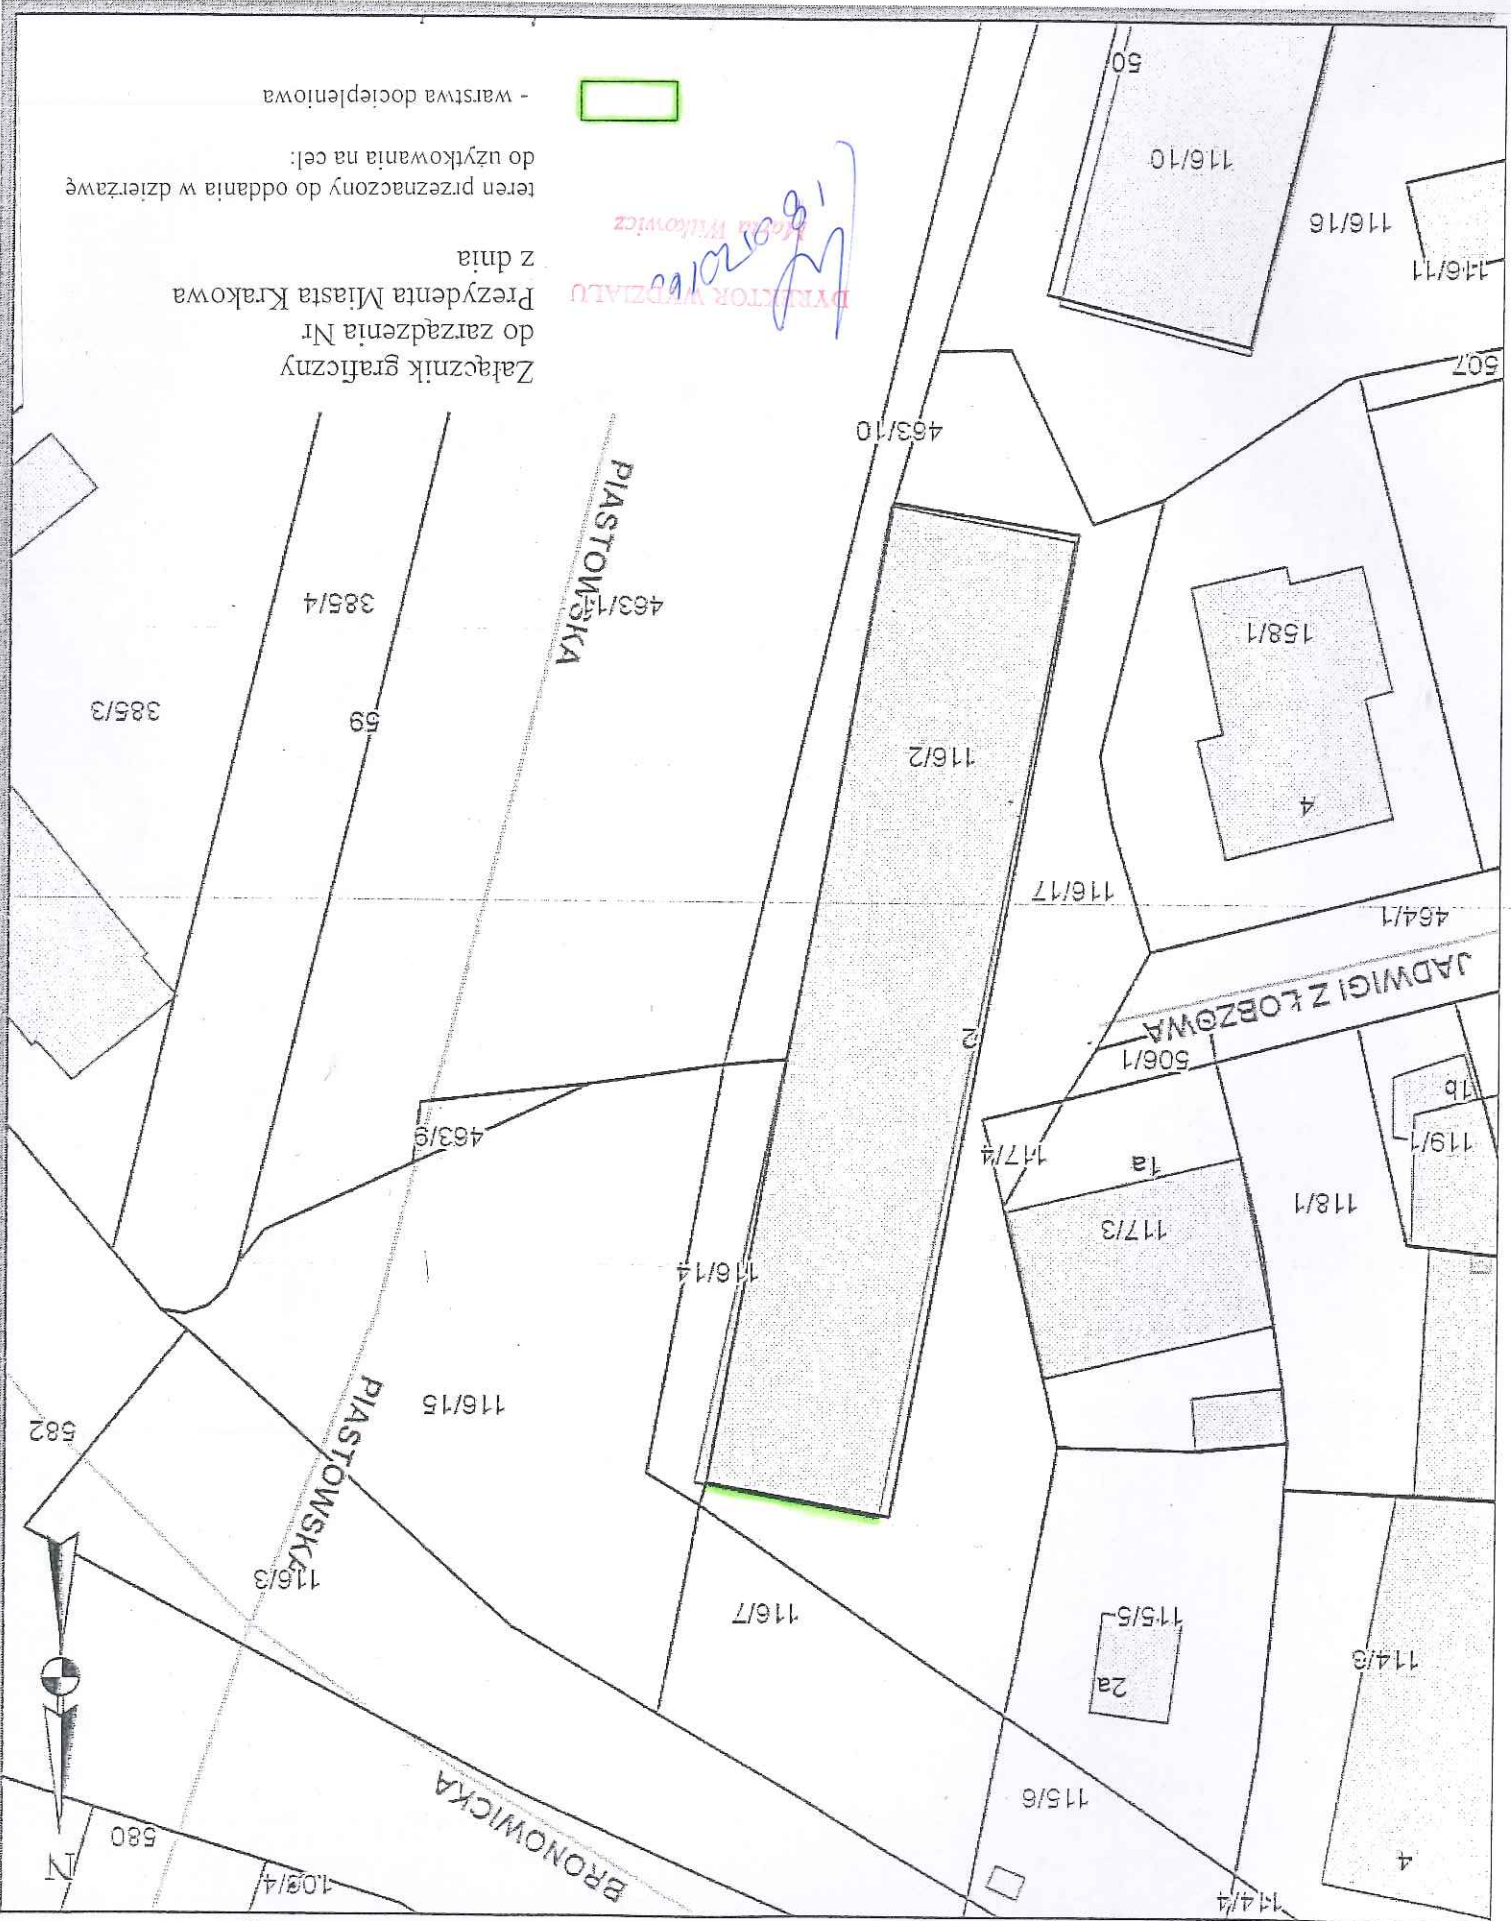 N
580
108/4
BRONOWICKA
114/4
4
115/6
2a
115/5
114/3
116/7
116/3
PIASTOWSKA
582
116/15
116/14
118/1
117/3
1a
117/4
119/1
1b
463/9
506/1
2
JADWIGI Z ŁOBZOWA
464/1
116/17
4
158/1
116/2
59
385/3
385/4
PIASTOWSKA
463/10
507
Załącznik graficzny
do zarządzenia Nr
Prezydenta Miasta Krakowa
z dnia
DYREKTOR WYDZIAŁU
Witkowicz
teren przeznaczony do oddania w dzierżawę
do użytkowania na cel:
- warstwa dociepleniowa
116/11
116/16
116/10
50